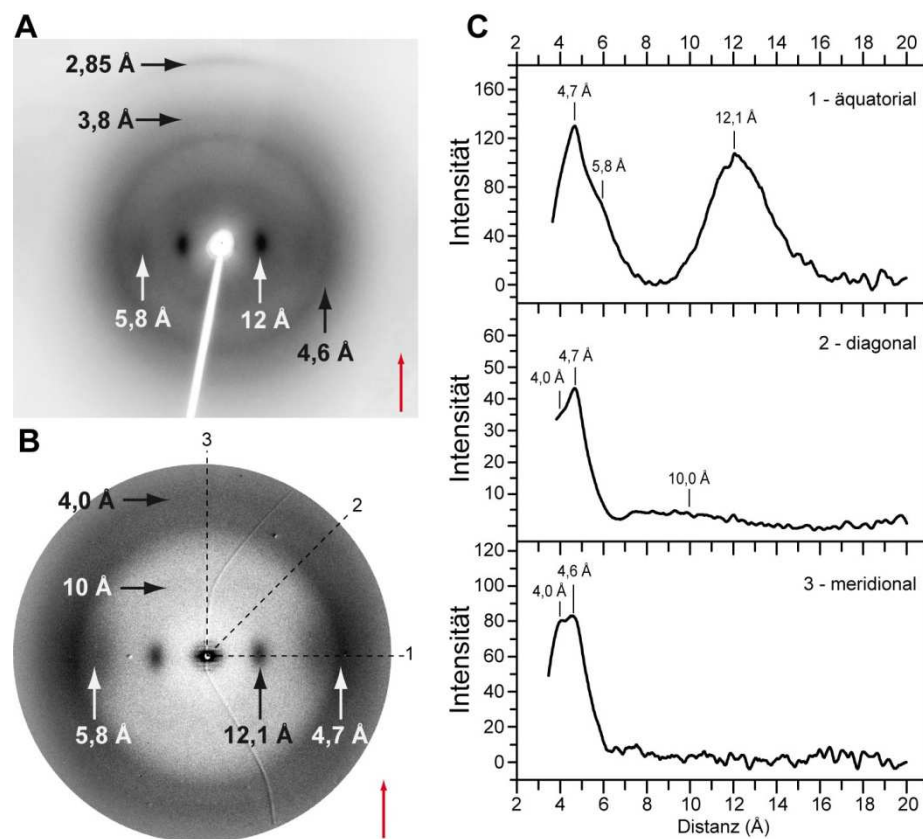 A
2,85 Å
3,8 Å
5,8 Å
12 Å
4,6 Å
B
3
2
1
4,0 Å
10 Å
5,8 Å
12,1 Å
4,7 Å
C
2 4 6 8 10 12 14 16 18 20
Intensität
160
120
80
40
0
1 - äquatorial
4,7 Å
5,8 Å
12,1 Å
Intensität
60
50
40
30
20
10
0
2 - diagonal
4,0 Å
4,7 Å
10,0 Å
Intensität
120
100
80
60
40
20
0
3 - meridional
4,0 Å
4,6 Å
2 4 6 8 10 12 14 16 18 20
Distanz (Å)